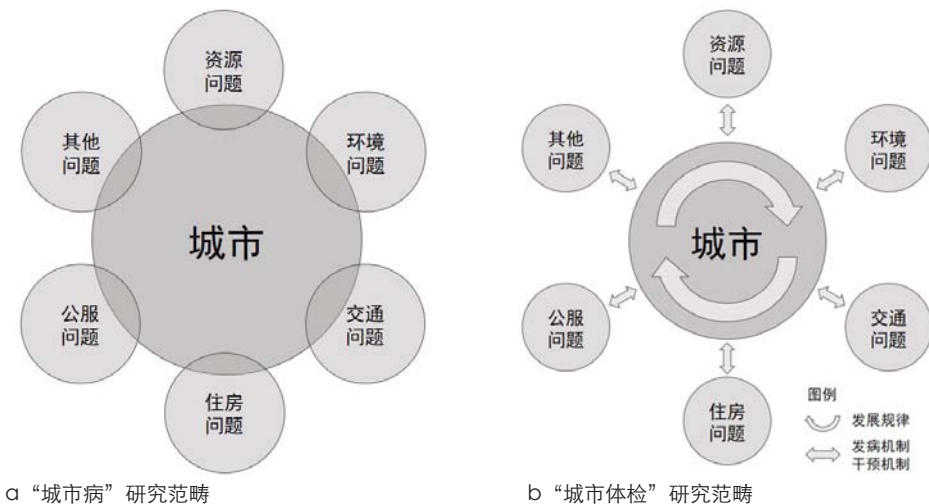 资源
问题
其他
问题
环境
问题
城市
公服
问题
交通
问题
住房
问题
a “城市病”研究范畴
资源
问题
其他
问题
环境
问题
城市
公服
问题
交通
问题
住房
问题
图例
发展规律
发病机制
干预机制
b “城市体检”研究范畴